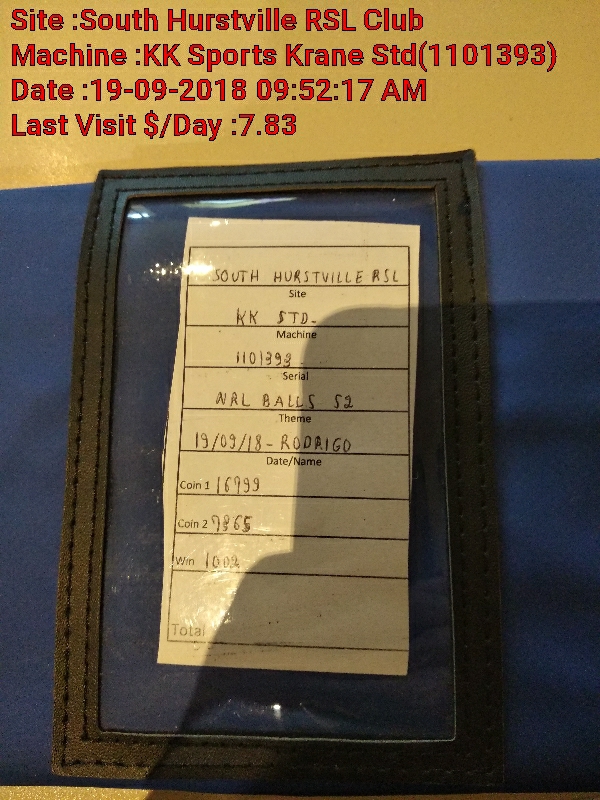 Site :South Hurstville RSL Club
Machine :KK Sports Krane Std(1101393)
Date :19-09-2018 09:52:17 AM
Last Visit $/Day :7.83
SOUTH HURSTVILLE RSL
Site
KK STD-
Machine
1101393
Serial
NRL BALLS S2
Theme
19/09/18 - RODRIGO
Date/Name
Coin 1 16799
Coin 2 7865
Win 1002
Total